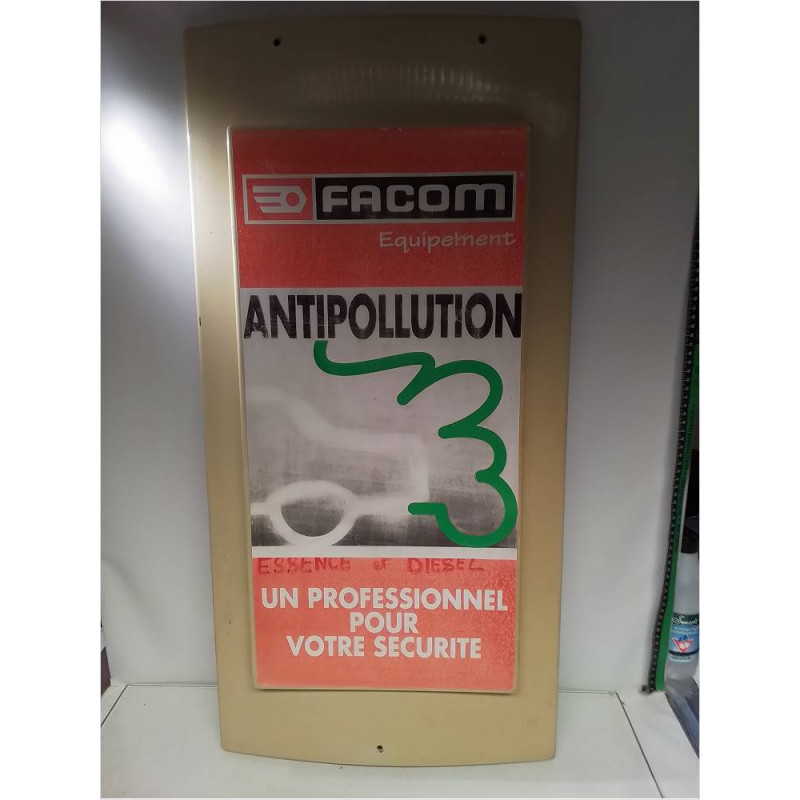 FACOM
Equipement
ANTIPOLLUTION
ESSENCE et DIESEL
UN PROFESSIONNEL
POUR
VOTRE SECURITE